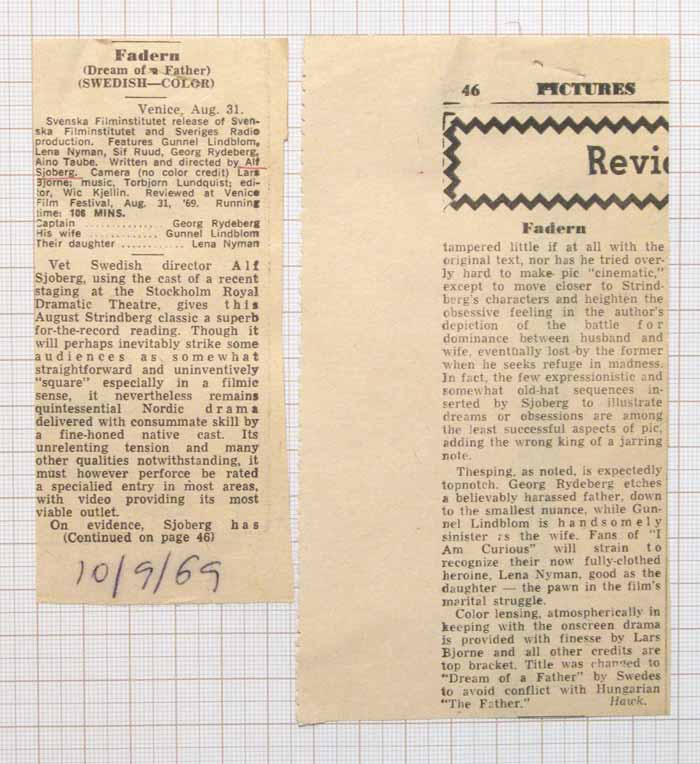 Fadern
(Dream of a Father)
(SWEDISH—COLOR)
Venice, Aug. 31.
Svenska Filminstitutet release of Sven-
ska Filminstitutet and Sveriges Radio
production. Features Gunnel Lindblom,
Lena Nyman, Sif Ruud, Georg Rydeberg,
Aino Taube. Written and directed by Alf
Sjoberg. Camera (no color credit) Lars
Bjorne; music, Torbjorn Lundquist; edi-
tor, Wic Kjellin. Reviewed at Venice
Film Festival, Aug. 31, '69. Running
time: 106 MINS.
Captain .............. Georg Rydeberg
His wife ............ Gunnel Lindblom
Their daughter ........... Lena Nyman
Vet Swedish director Alf
Sjoberg, using the cast of a recent
staging at the Stockholm Royal
Dramatic Theatre, gives this
August Strindberg classic a superb
for-the-record reading. Though it
will perhaps inevitably strike some
audiences as somewhat
straightforward and uninventively
"square" especially in a filmic
sense, it nevertheless remains
quintessential Nordic drama
delivered with consummate skill by
a fine-honed native cast. Its
unrelenting tension and many
other qualities notwithstanding, it
must however perforce be rated
a specialied entry in most areas,
with video providing its most
viable outlet.
On evidence, Sjoberg has
(Continued on page 46)
10/9/69
46 PICTURES
Revi
Fadern
tampered little if at all with the
original text, nor has he tried over-
ly hard to make pic "cinematic,"
except to move closer to Strind-
berg's characters and heighten the
obsessive feeling in the author's
depiction of the battle for
dominance between husband and
wife, eventually lost by the former
when he seeks refuge in madness.
In fact, the few expressionistic and
somewhat old-hat sequences in-
serted by Sjoberg to illustrate
dreams or obsessions are among
the least successful aspects of pic,
adding the wrong king of a jarring
note.
Thesping, as noted, is expectedly
topnotch. Georg Rydeberg etches
a believably harassed father, down
to the smallest nuance, while Gun-
nel Lindblom is handsomely
sinister as the wife. Fans of "I
Am Curious" will strain to
recognize their now fully-clothed
heroine, Lena Nyman, good as the
daughter — the pawn in the film's
marital struggle.
Color lensing, atmospherically in
keeping with the onscreen drama
is provided with finesse by Lars
Bjorne and all other credits are
top bracket. Title was changed to
"Dream of a Father" by Swedes
to avoid conflict with Hungarian
"The Father." Hawk.